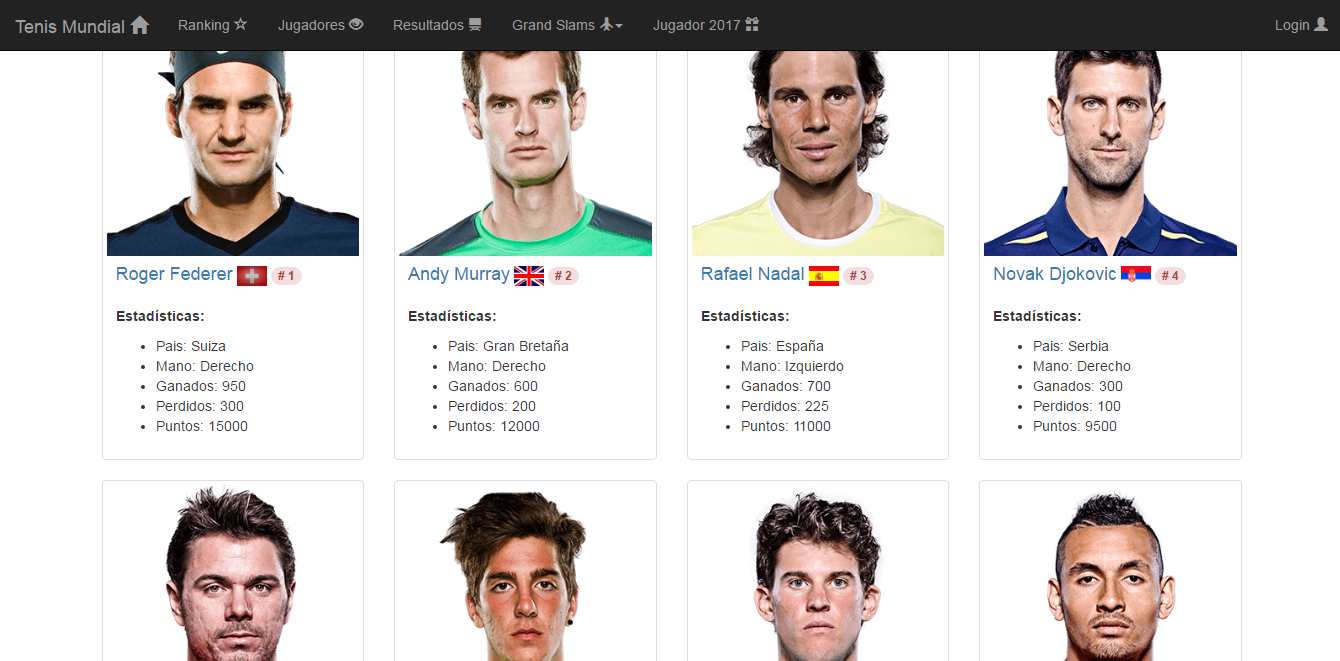 Tenis Mundial Ranking Jugadores Resultados Grand Slams Jugador 2017 Login
Roger Federer # 1
Estadísticas:
Pais: Suiza
Mano: Derecho
Ganados: 950
Perdidos: 300
Puntos: 15000
Andy Murray # 2
Estadísticas:
Pais: Gran Bretaña
Mano: Derecho
Ganados: 600
Perdidos: 200
Puntos: 12000
Rafael Nadal # 3
Estadísticas:
Pais: España
Mano: Izquierdo
Ganados: 700
Perdidos: 225
Puntos: 11000
Novak Djokovic # 4
Estadísticas:
Pais: Serbia
Mano: Derecho
Ganados: 300
Perdidos: 100
Puntos: 9500